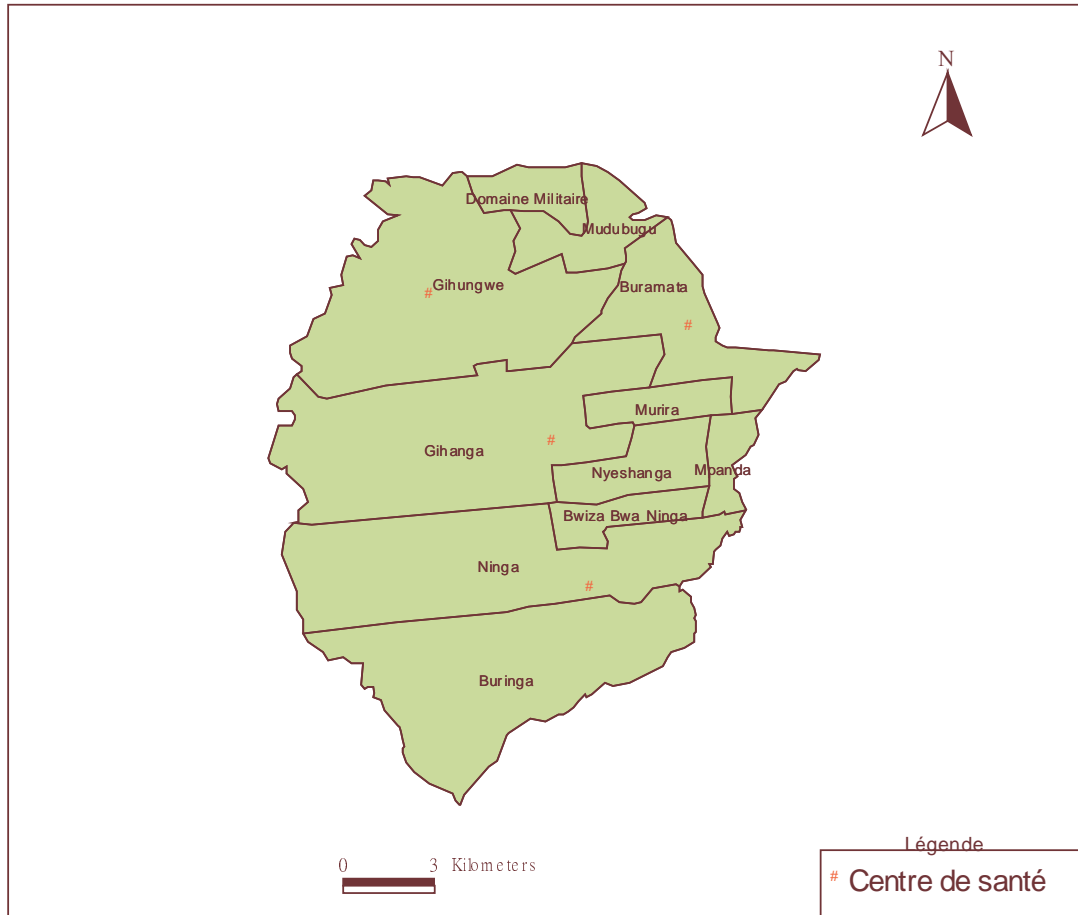 N
Domaine Militaire
Mudubugu
Gihungwe
Buramata
#
#
Murira
#
Gihanga
Nyeshanga
Mpanda
Bwiza Bwa Ninga
Ninga
#
Buringa
0 3 Kilometers
Légende
# Centre de santé